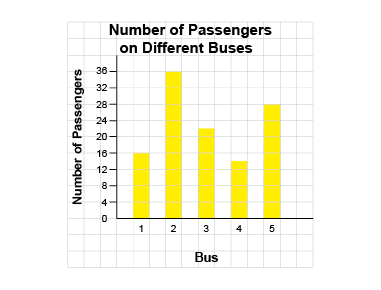 Number of Passengers
on Different Buses
Number of Passengers
36
32
28
24
20
16
12
8
4
0
1 2 3 4 5
Bus